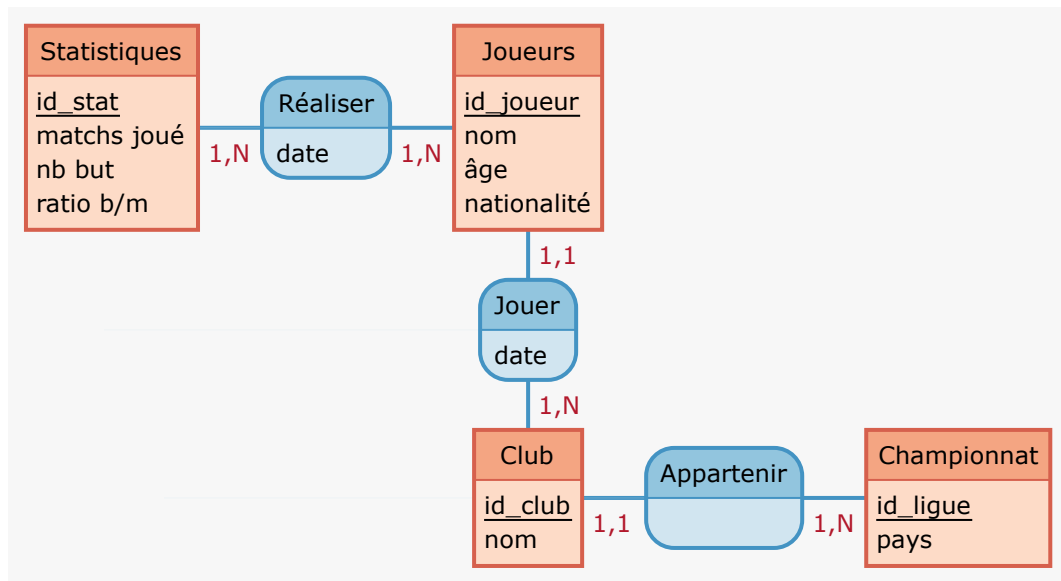 Statistiques
id_stat
matchs joué
nb but
ratio b/m
1,N
Réaliser
date
1,N
Joueurs
id_joueur
nom
âge
nationalité
1,1
Jouer
date
1,N
Club
id_club
nom
1,1
Appartenir
1,N
Championnat
id_ligue
pays